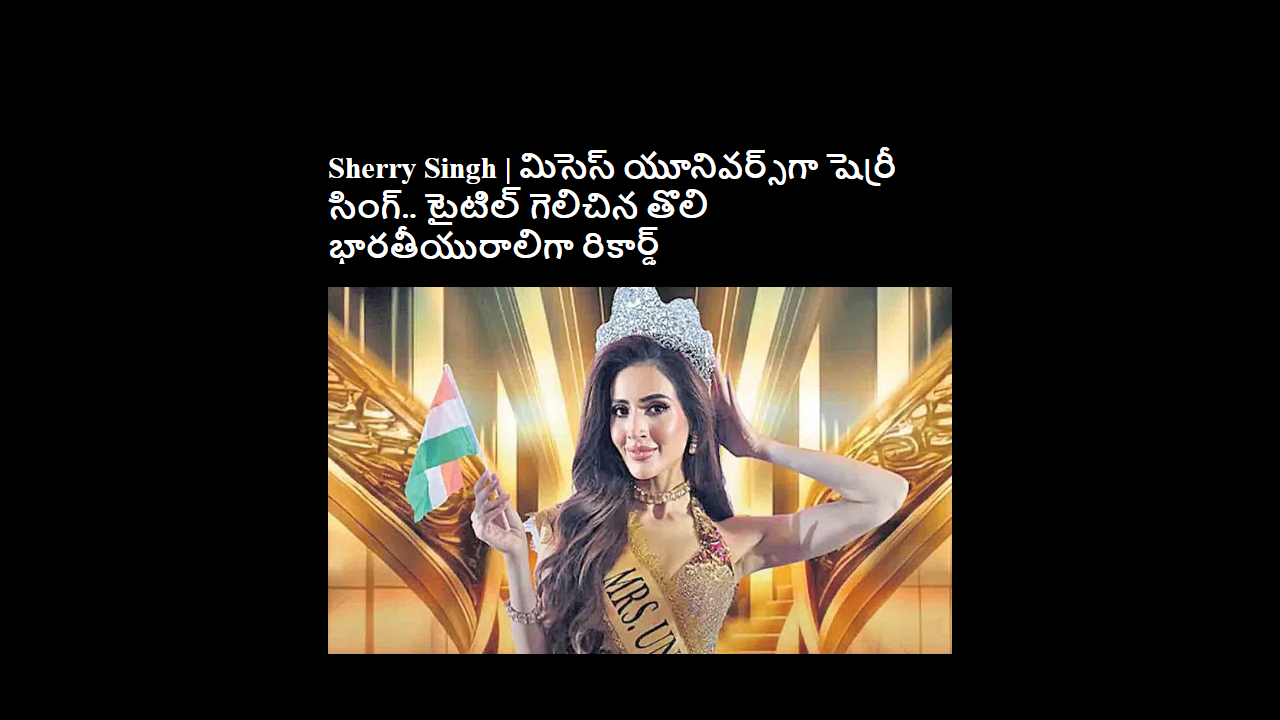 Sherry Singh | మిసెస్ యూనివర్స్‌గా షెర్రీ
సింగ్.. టైటిల్ గెలిచిన తొలి
భారతీయురాలిగా రికార్డ్
MRS. UN